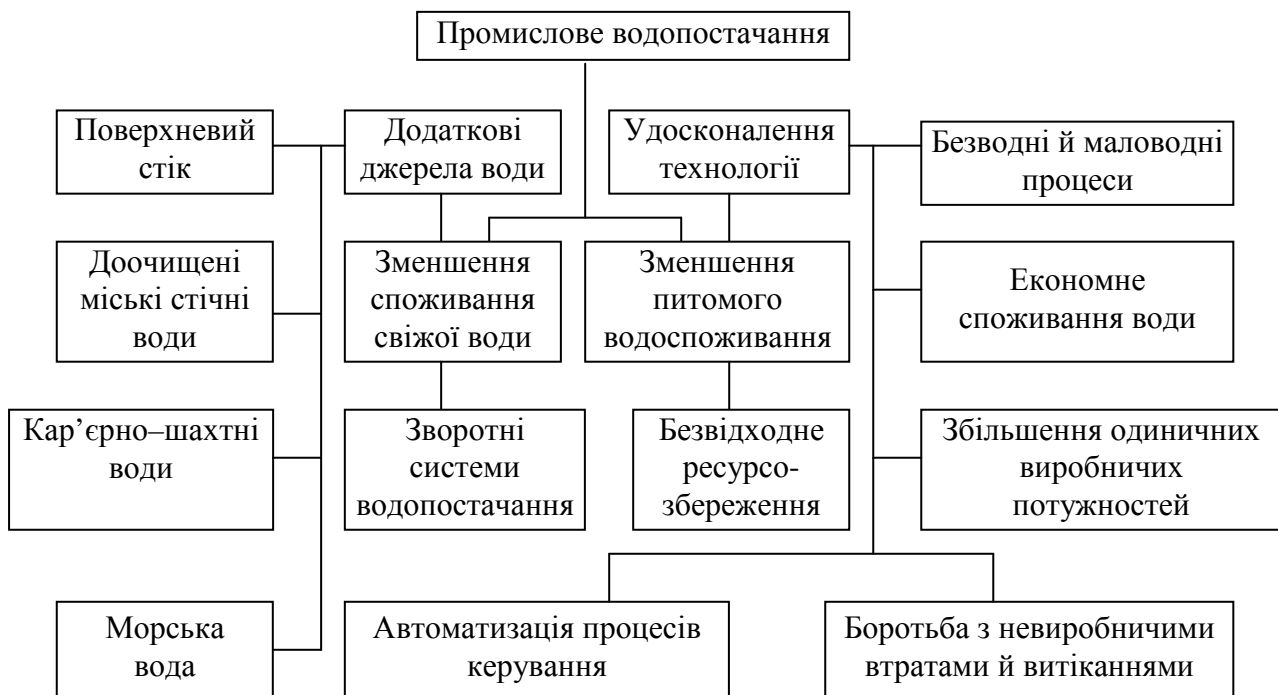 Промислове водопостачання
Поверхневий
стік
Додаткові
джерела води
Удосконалення
технології
Безводні й маловодні
процеси
Доочищені
міські стічні
води
Зменшення
споживання
свіжої води
Зменшення
питомого
водоспоживання
Економне
споживання води
Кар’єрно–шахтні
води
Зворотні
системи
водопостачання
Безвідходне
ресурсо-
збереження
Збільшення одиничних
виробничих
потужностей
Морська
вода
Автоматизація процесів
керування
Боротьба з невиробничими
втратами й витіканнями